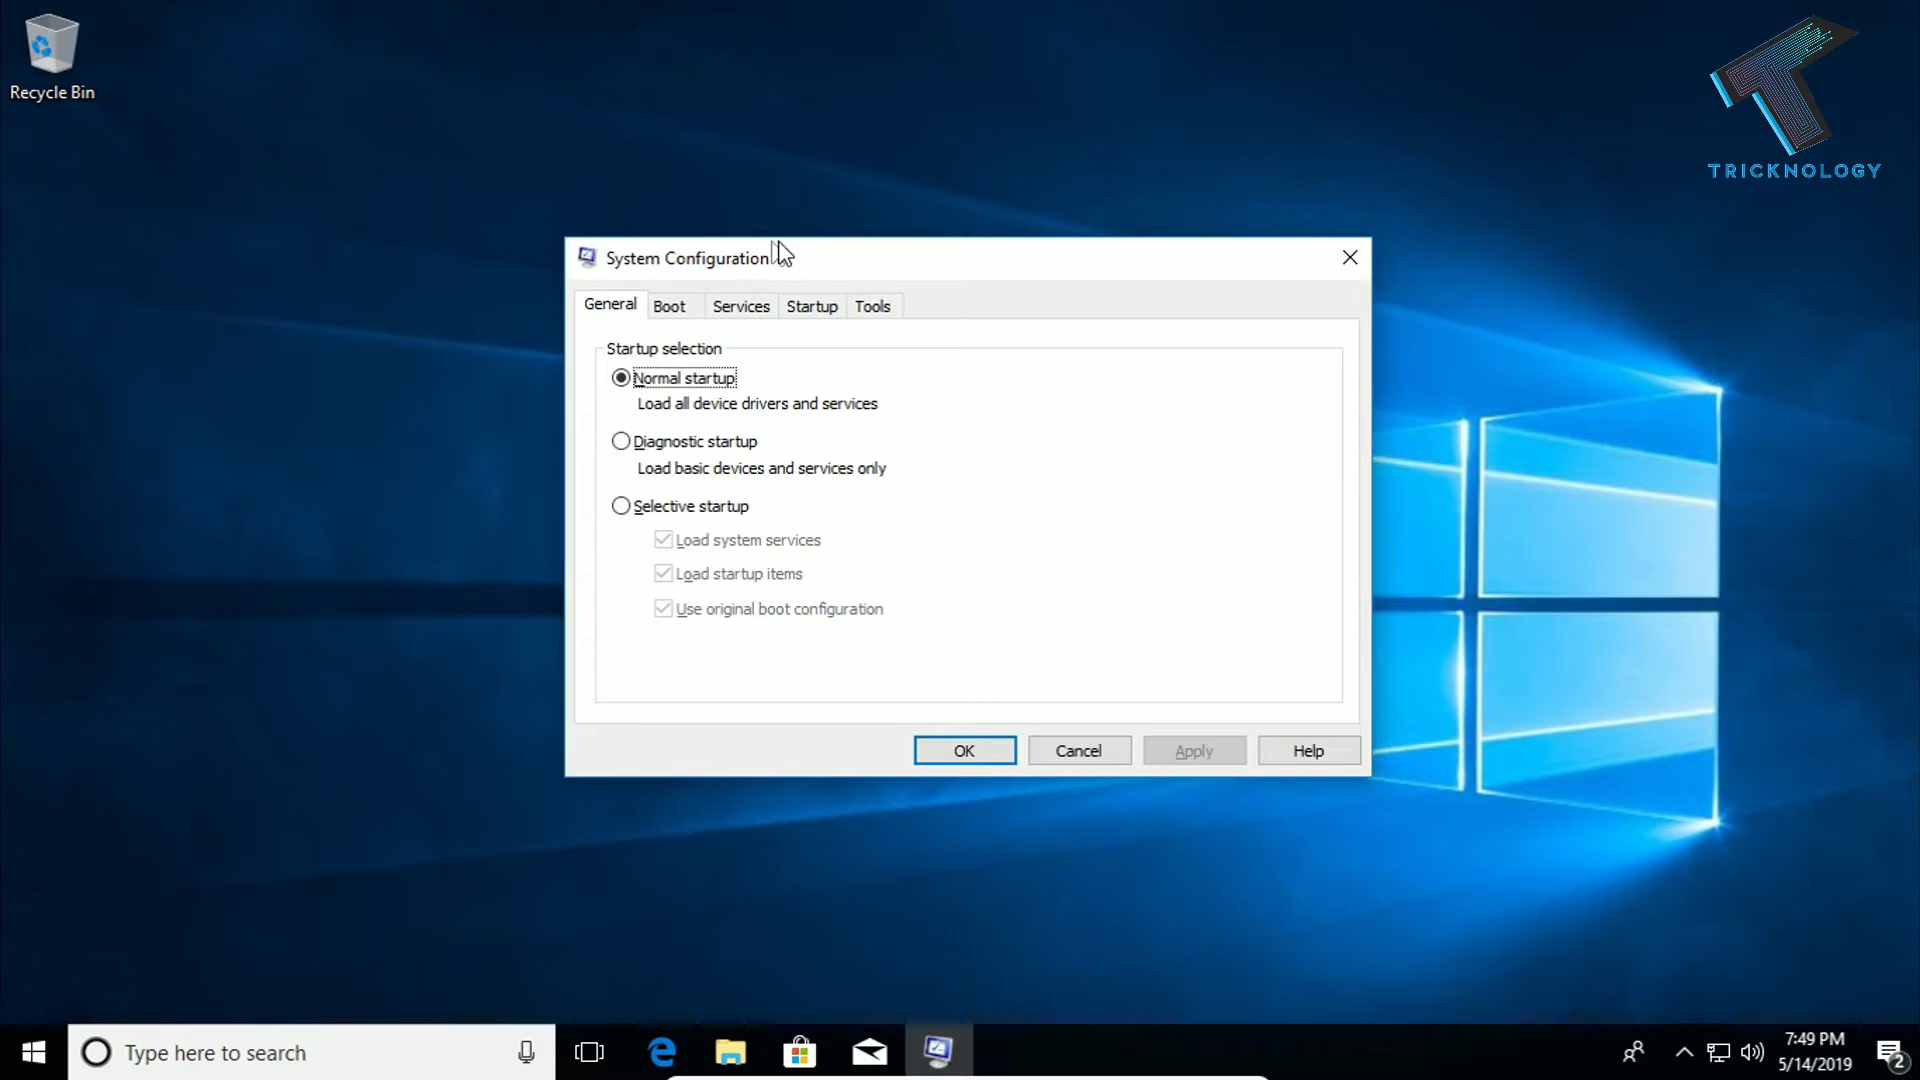 Recycle Bin
TRICKNOLOGY
System Configuration
General Boot Services Startup Tools
Startup selection
Normal startup
Load all device drivers and services
Diagnostic startup
Load basic devices and services only
Selective startup
Load system services
Load startup items
Use original boot configuration
OK Cancel Apply Help
Type here to search
7:49 PM
5/14/2019
2